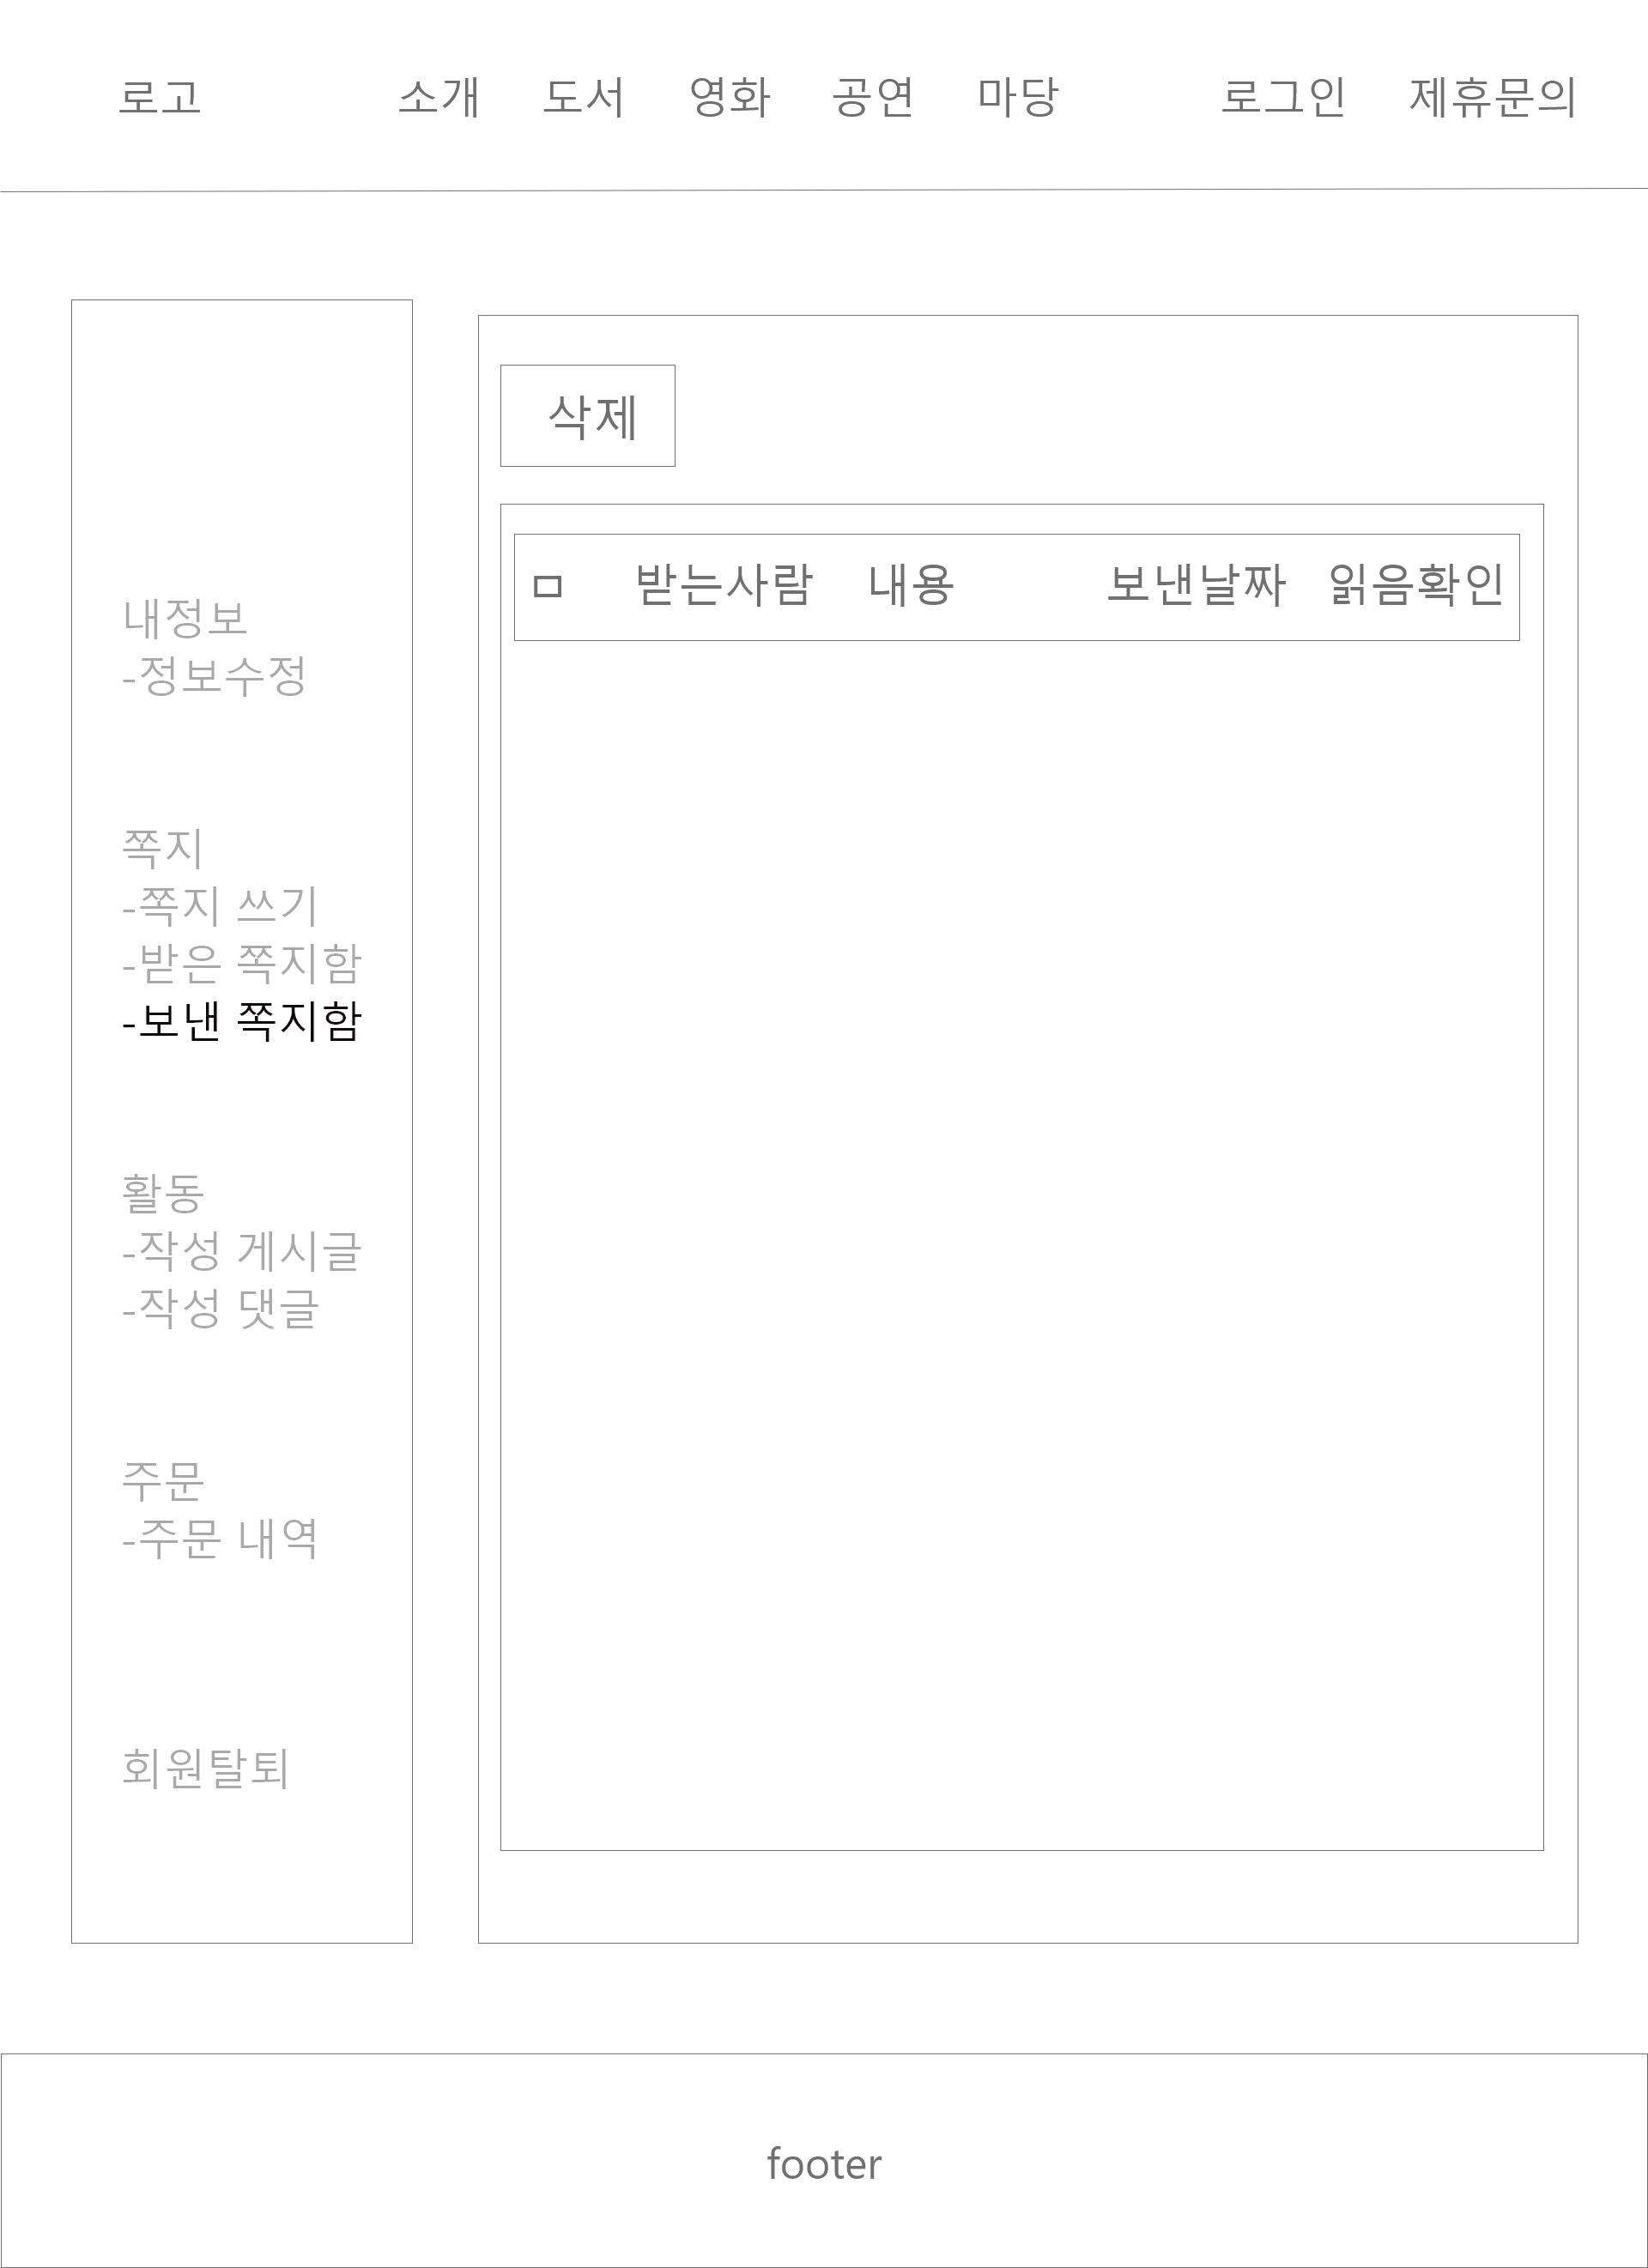 로고 소개 도서 영화 공연 마당 로그인 제휴문의
삭제
ㅁ 받는사람 내용 보낸날짜 읽음확인
내정보
-정보수정
쪽지
-쪽지 쓰기
-받은 쪽지함
-보낸 쪽지함
활동
-작성 게시글
-작성 댓글
주문
-주문 내역
회원탈퇴
footer